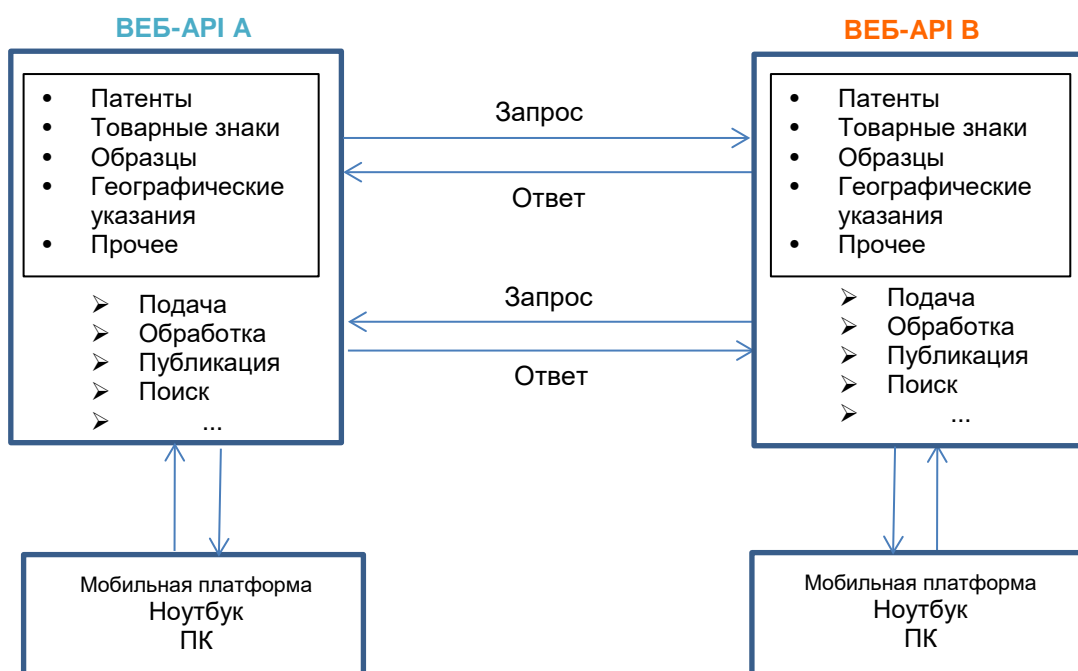 ВЕБ-API A
• Патенты
• Товарные знаки
• Образцы
• Географические
указания
• Прочее
➢ Подача
➢ Обработка
➢ Публикация
➢ Поиск
➢ ...
Запрос
Ответ
Запрос
Ответ
ВЕБ-API B
• Патенты
• Товарные знаки
• Образцы
• Географические
указания
• Прочее
➢ Подача
➢ Обработка
➢ Публикация
➢ Поиск
➢ ...
Мобильная платформа
Ноутбук
ПК
Мобильная платформа
Ноутбук
ПК